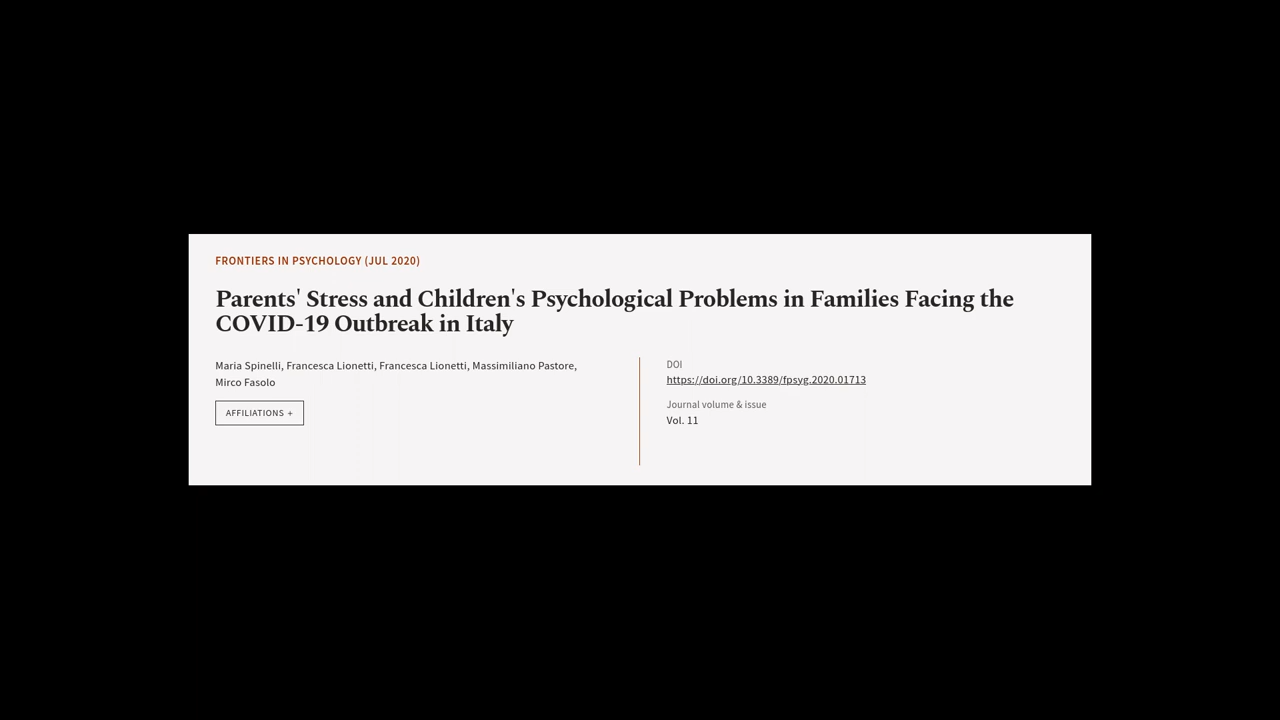 FRONTIERS IN PSYCHOLOGY (JUL 2020)
Parents' Stress and Children's Psychological Problems in Families Facing the
COVID-19 Outbreak in Italy
Maria Spinelli, Francesca Lionetti, Francesca Lionetti, Massimiliano Pastore,
Mirco Fasolo
AFFILIATIONS +
DOI
https://doi.org/10.3389/fpsyg.2020.01713
Journal volume & issue
Vol. 11